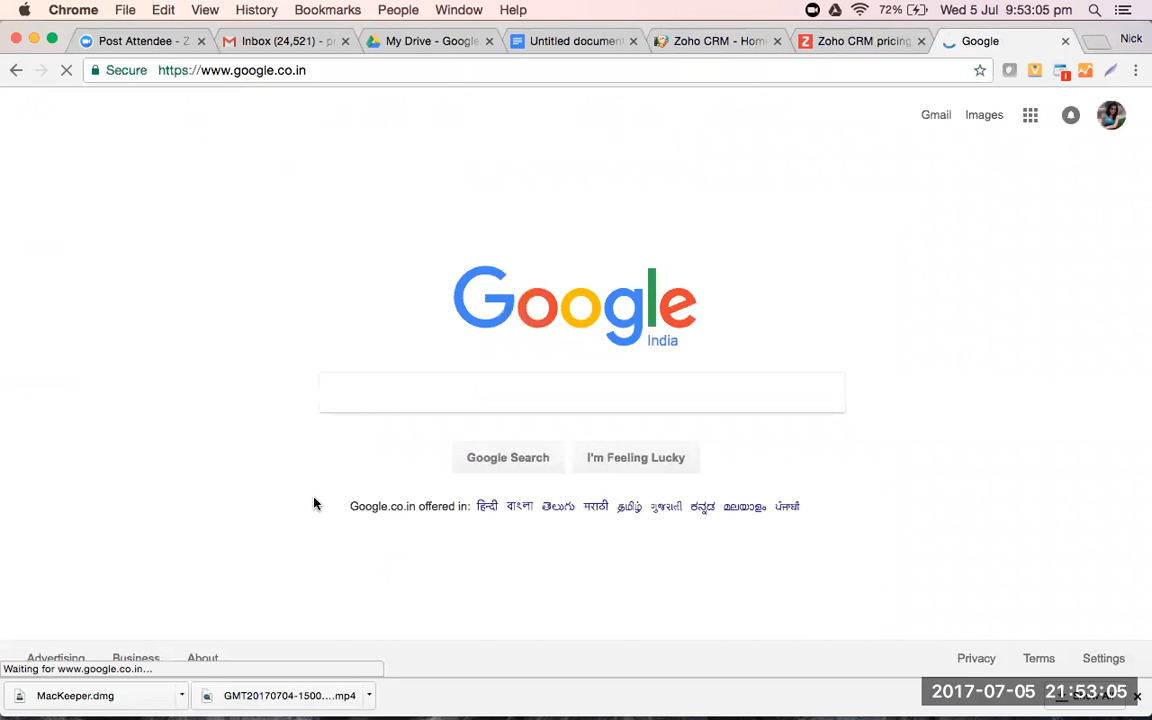 Chrome File Edit View History Bookmarks People Window Help 72% Wed 5 Jul 9:53:05 pm
Post Attendee - Z Inbox (24,521) - pr My Drive - Google Untitled document Zoho CRM - Home Zoho CRM pricing Google Nick
Secure https://www.google.co.in
Gmail Images
Google
India
Google Search I'm Feeling Lucky
Google.co.in offered in: हिन्दी বাংলা తెలుగు मराठी தமிழ் ગુજરાતી ಕನ್ನಡ മലയാളം ਪੰਜਾਬੀ
Advertising Business About Privacy Terms Settings
Waiting for www.google.co.in...
MacKeeper.dmg GMT20170704-1500....mp4
2017-07-05 21:53:05